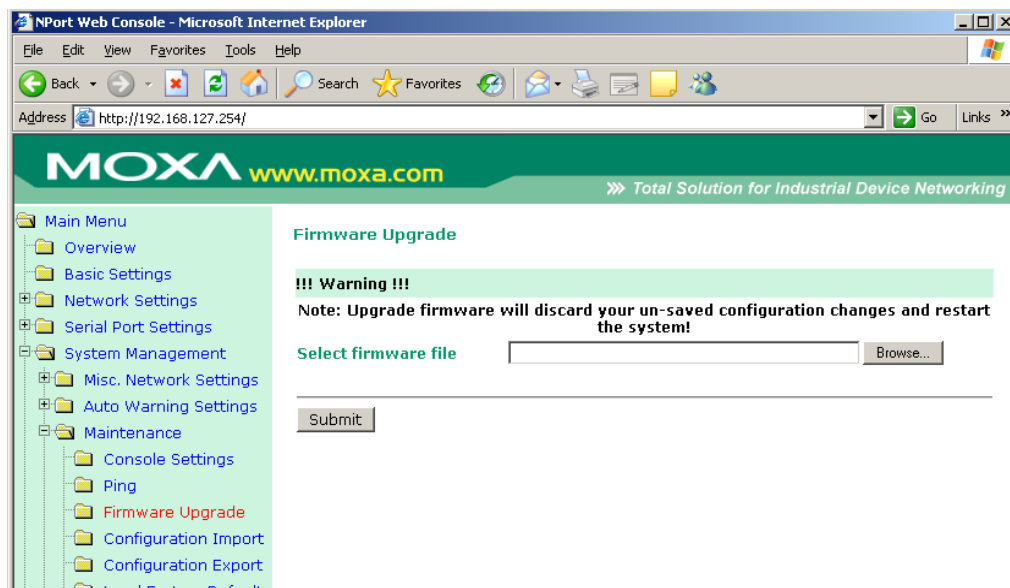 NPort Web Console - Microsoft Internet Explorer
File Edit View Favorites Tools Help
Back Search Favorites
Address http://192.168.127.254/ Go Links »
MOXA www.moxa.com
Total Solution for Industrial Device Networking
Main Menu
Overview
Basic Settings
Network Settings
Serial Port Settings
System Management
Misc. Network Settings
Auto Warning Settings
Maintenance
Console Settings
Ping
Firmware Upgrade
Configuration Import
Configuration Export
Firmware Upgrade
!!! Warning !!!
Note: Upgrade firmware will discard your un-saved configuration changes and restart
the system!
Select firmware file Browse...
Submit